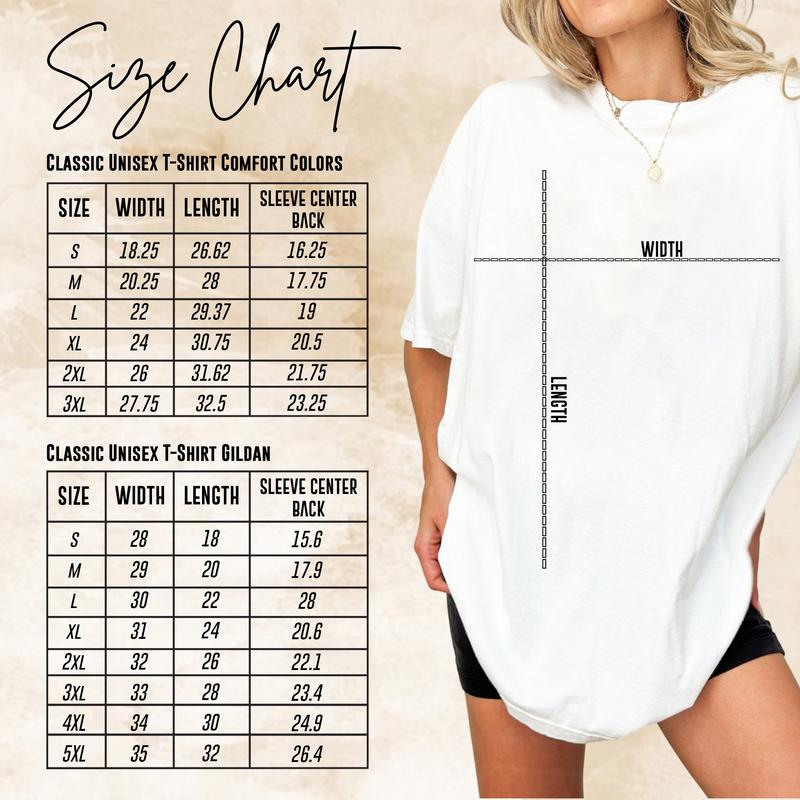 Size Chart
Classic Unisex T-Shirt Comfort Colors
SIZE WIDTH LENGTH SLEEVE CENTER BACK
S 18.25 26.62 16.25
M 20.25 28 17.75
L 22 29.37 19
XL 24 30.75 20.5
2XL 26 31.62 21.75
3XL 27.75 32.5 23.25
Classic Unisex T-Shirt Gildan
SIZE WIDTH LENGTH SLEEVE CENTER BACK
S 28 18 15.6
M 29 20 17.9
L 30 22 28
XL 31 24 20.6
2XL 32 26 22.1
3XL 33 28 23.4
4XL 34 30 24.9
5XL 35 32 26.4
WIDTH
LENGTH